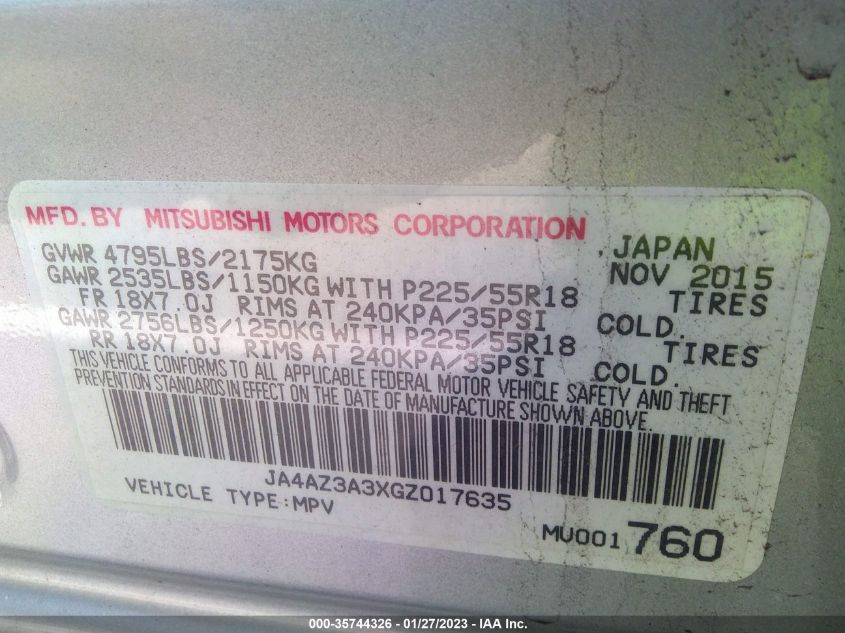 MFD. BY MITSUBISHI MOTORS CORPORATION , JAPAN
GVWR 4795LBS/2175KG NOV 2015
GAWR 2535LBS/1150KG WITH P225/55R18 TIRES
FR 18X7.0J RIMS AT 240KPA/35PSI COLD.
GAWR 2756LBS/1250KG WITH P225/55R18 TIRES
RR 18X7.0J RIMS AT 240KPA/35PSI COLD.
THIS VEHICLE CONFORMS TO ALL APPLICABLE FEDERAL MOTOR VEHICLE SAFETY AND THEFT
PREVENTION STANDARDS IN EFFECT ON THE DATE OF MANUFACTURE SHOWN ABOVE.
JA4AZ3A3XGZ017635
VEHICLE TYPE:MPV
MU001 760
000-35744326 | 01/27/2023 | © IAA Inc.